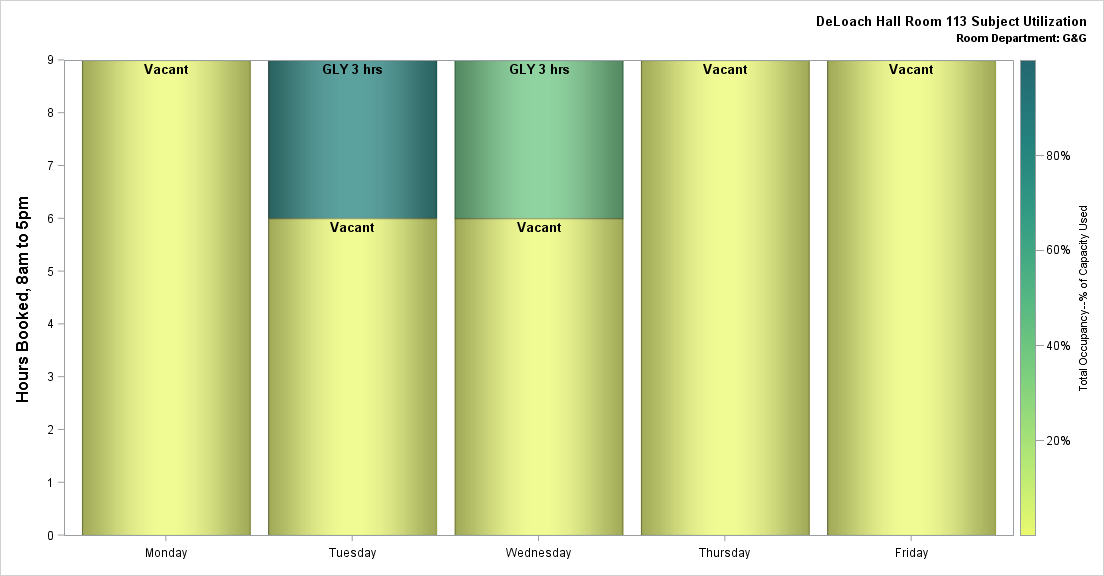 DeLoach Hall Room 113 Subject Utilization
Room Department: G&G
Hours Booked, 8am to 5pm
9
8
7
6
5
4
3
2
1
0
Vacant
GLY 3 hrs
GLY 3 hrs
Vacant
Vacant
Vacant
Vacant
Monday
Tuesday
Wednesday
Thursday
Friday
80%
60%
40%
20%
Total Occupancy--% of Capacity Used